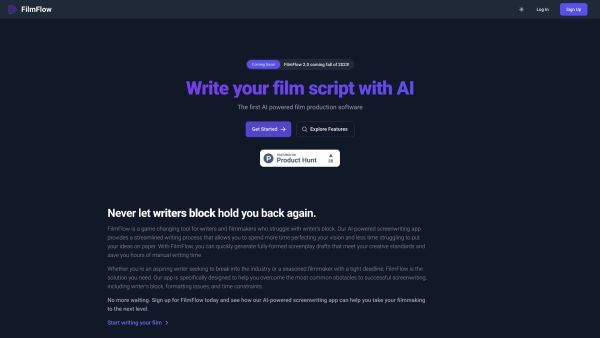 FilmFlow
Log In
Sign Up
Coming Soon!
FilmFlow 2.0 coming fall of 2023!
Write your film script with AI
The first AI powered film production software
Get Started
Explore Features
FEATURED ON
Product Hunt
28
Never let writers block hold you back again.
FilmFlow is a game-changing tool for writers and filmmakers who struggle with writer's block. Our AI-powered screenwriting app
provides a streamlined writing process that allows you to spend more time perfecting your vision and less time struggling to put
your ideas on paper. With FilmFlow, you can quickly generate fully-formed screenplay drafts that meet your creative standards and
save you hours of manual writing time.
Whether you're an aspiring writer seeking to break into the industry or a seasoned filmmaker with a tight deadline, FilmFlow is the
solution you need. Our app is specifically designed to help you overcome the most common obstacles to successful screenwriting,
including writer's block, formatting issues, and time constraints.
No more waiting. Sign up for FilmFlow today and see how our AI-powered screenwriting app can help you take your filmmaking
to the next level.
Start writing your film